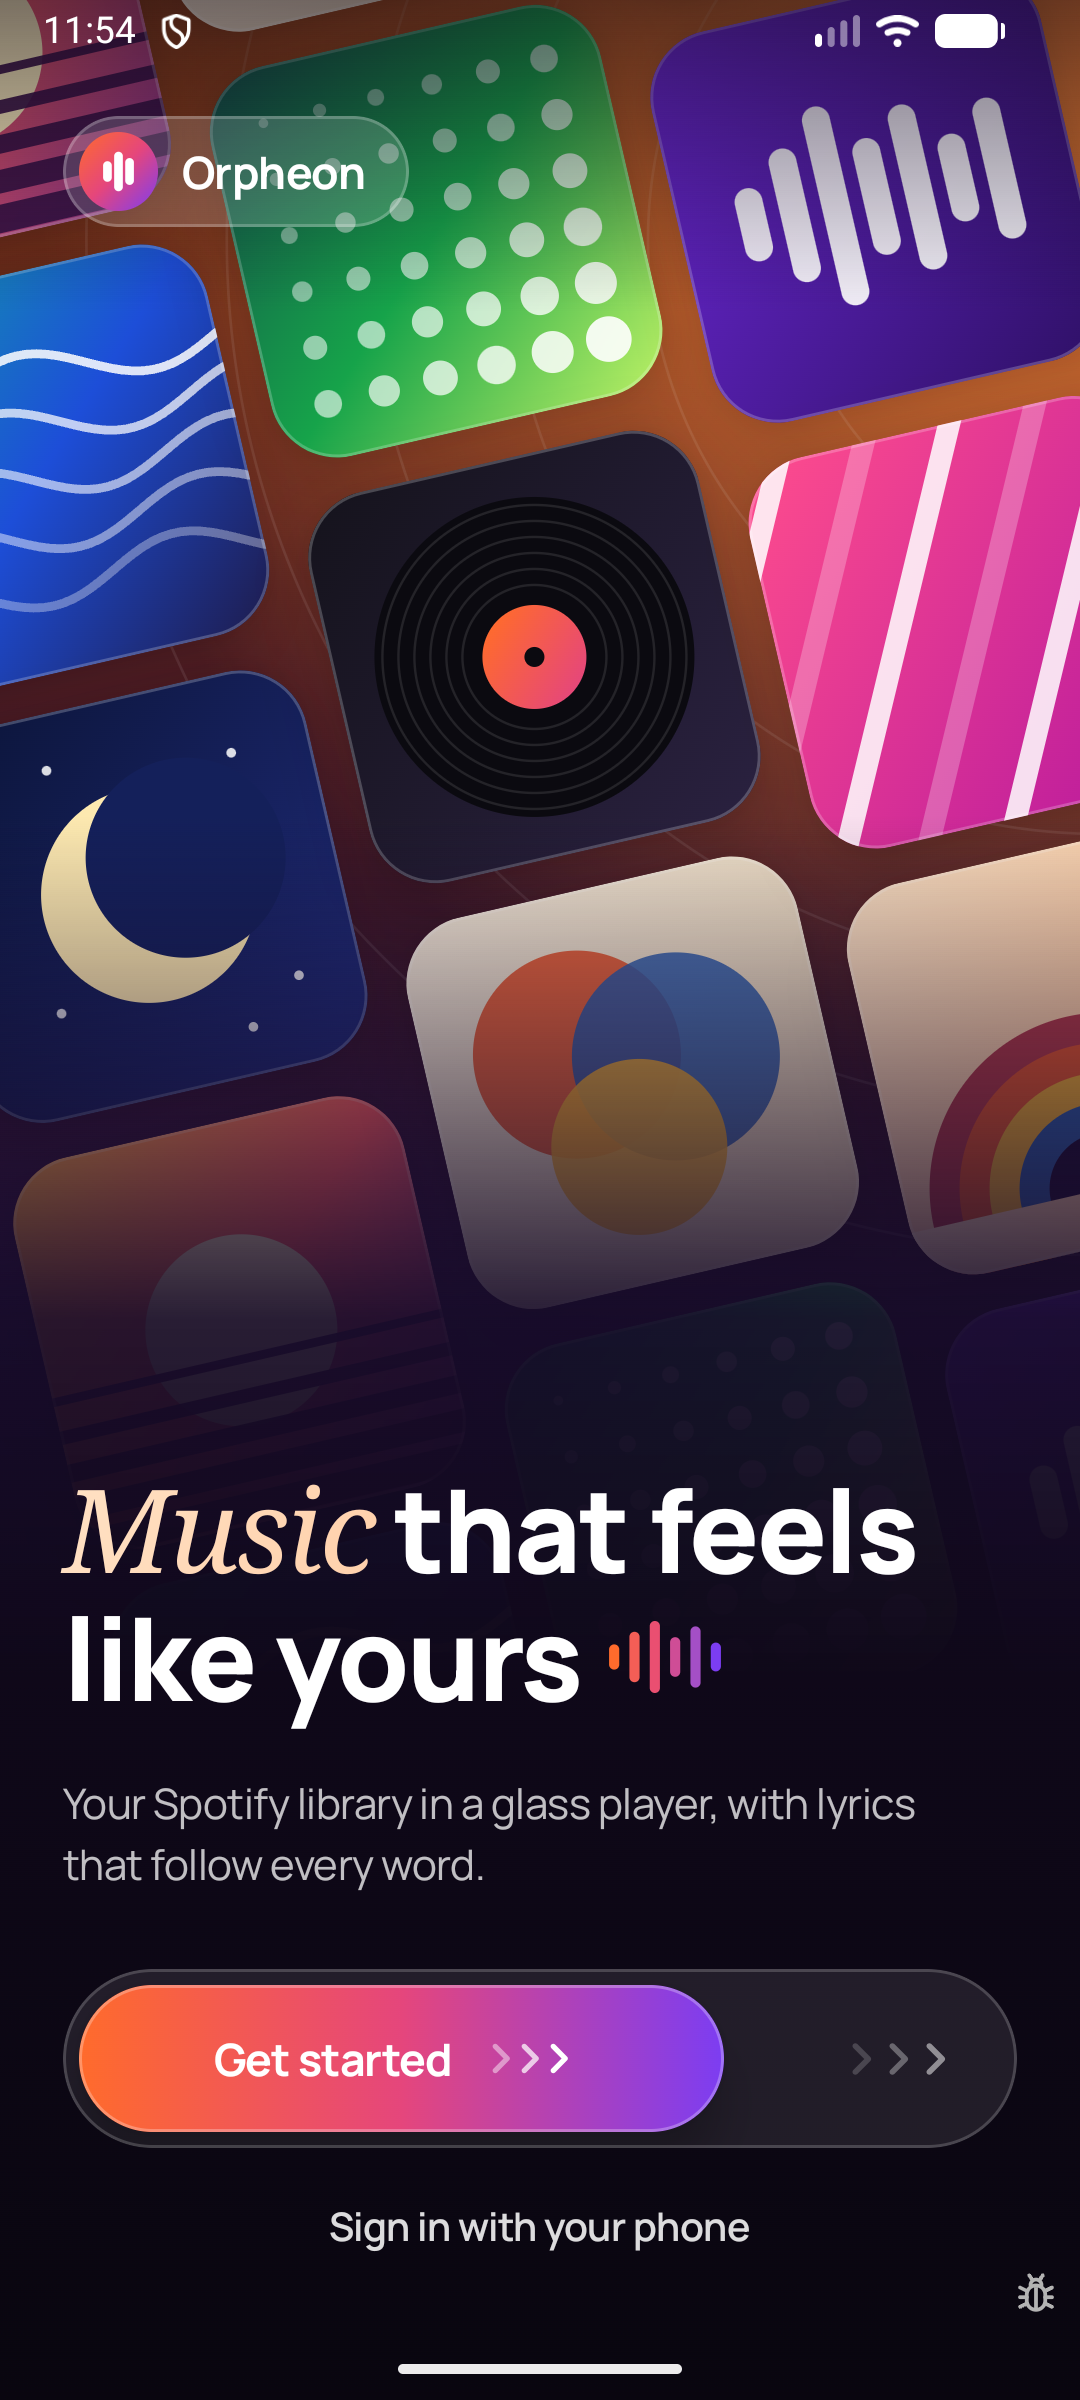 11:54
Orpheon
Music that feels
like yours
Your Spotify library in a glass player, with lyrics
that follow every word.
Get started
Sign in with your phone